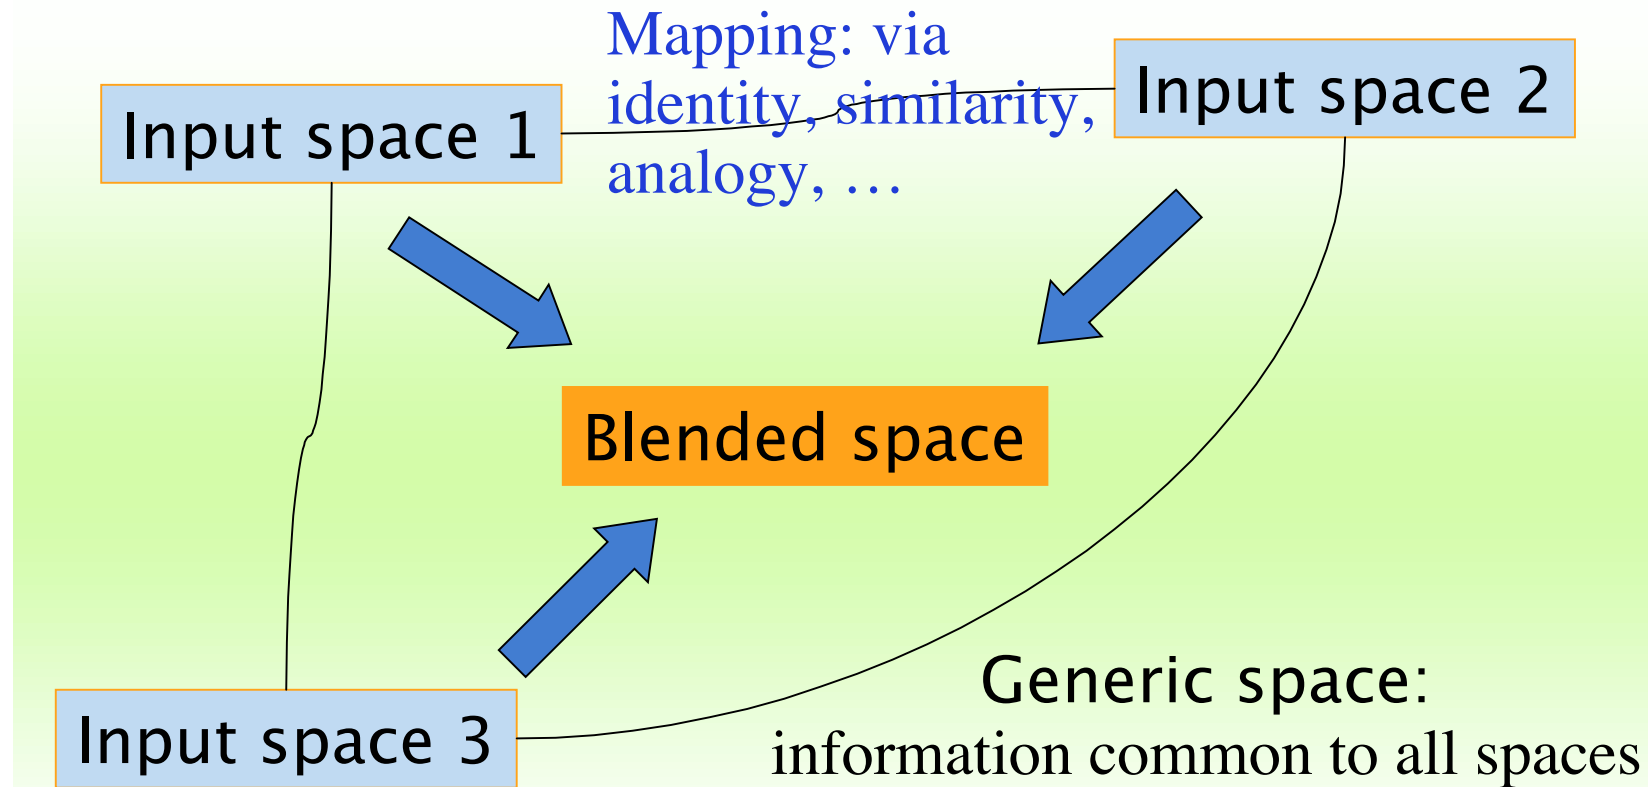 Mapping: via
identity, similarity,
analogy, …
Input space 1
Input space 2
Blended space
Input space 3
Generic space:
information common to all spaces